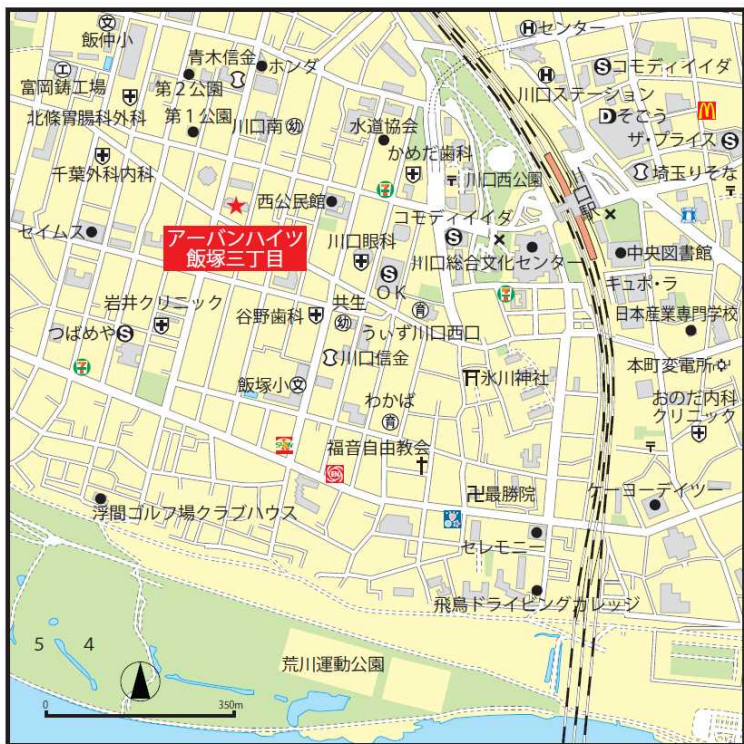 飯仲小
青木信金
ホンダ
センター
富岡鋳工場
第2公園
コモディイイダ
川口ステーション
北條胃腸科外科
第1公園
川口南
幼
水道協会
そごう
ザ・プライス
千葉外科内科
かめだ歯科
川口西公園
埼玉りそな
川口駅
西公民館
コモディイイダ
セイムス
アーバンハイツ
飯塚三丁目
川口眼科
川口総合文化センター
中央図書館
OK
キュポ・ラ
岩井クリニック
共生
幼
谷野歯科
育
うぃず川口西口
日本産業専門学校
つばめや
川口信金
本町変電所
飯塚小
文
氷川神社
おのだ内科
クリニック
わかば
育
福音自由教会
最勝院
ケーヨーデイツー
浮間ゴルフ場クラブハウス
セレモニー
飛鳥ドライビングカレッジ
5 4
荒川運動公園
0 350m